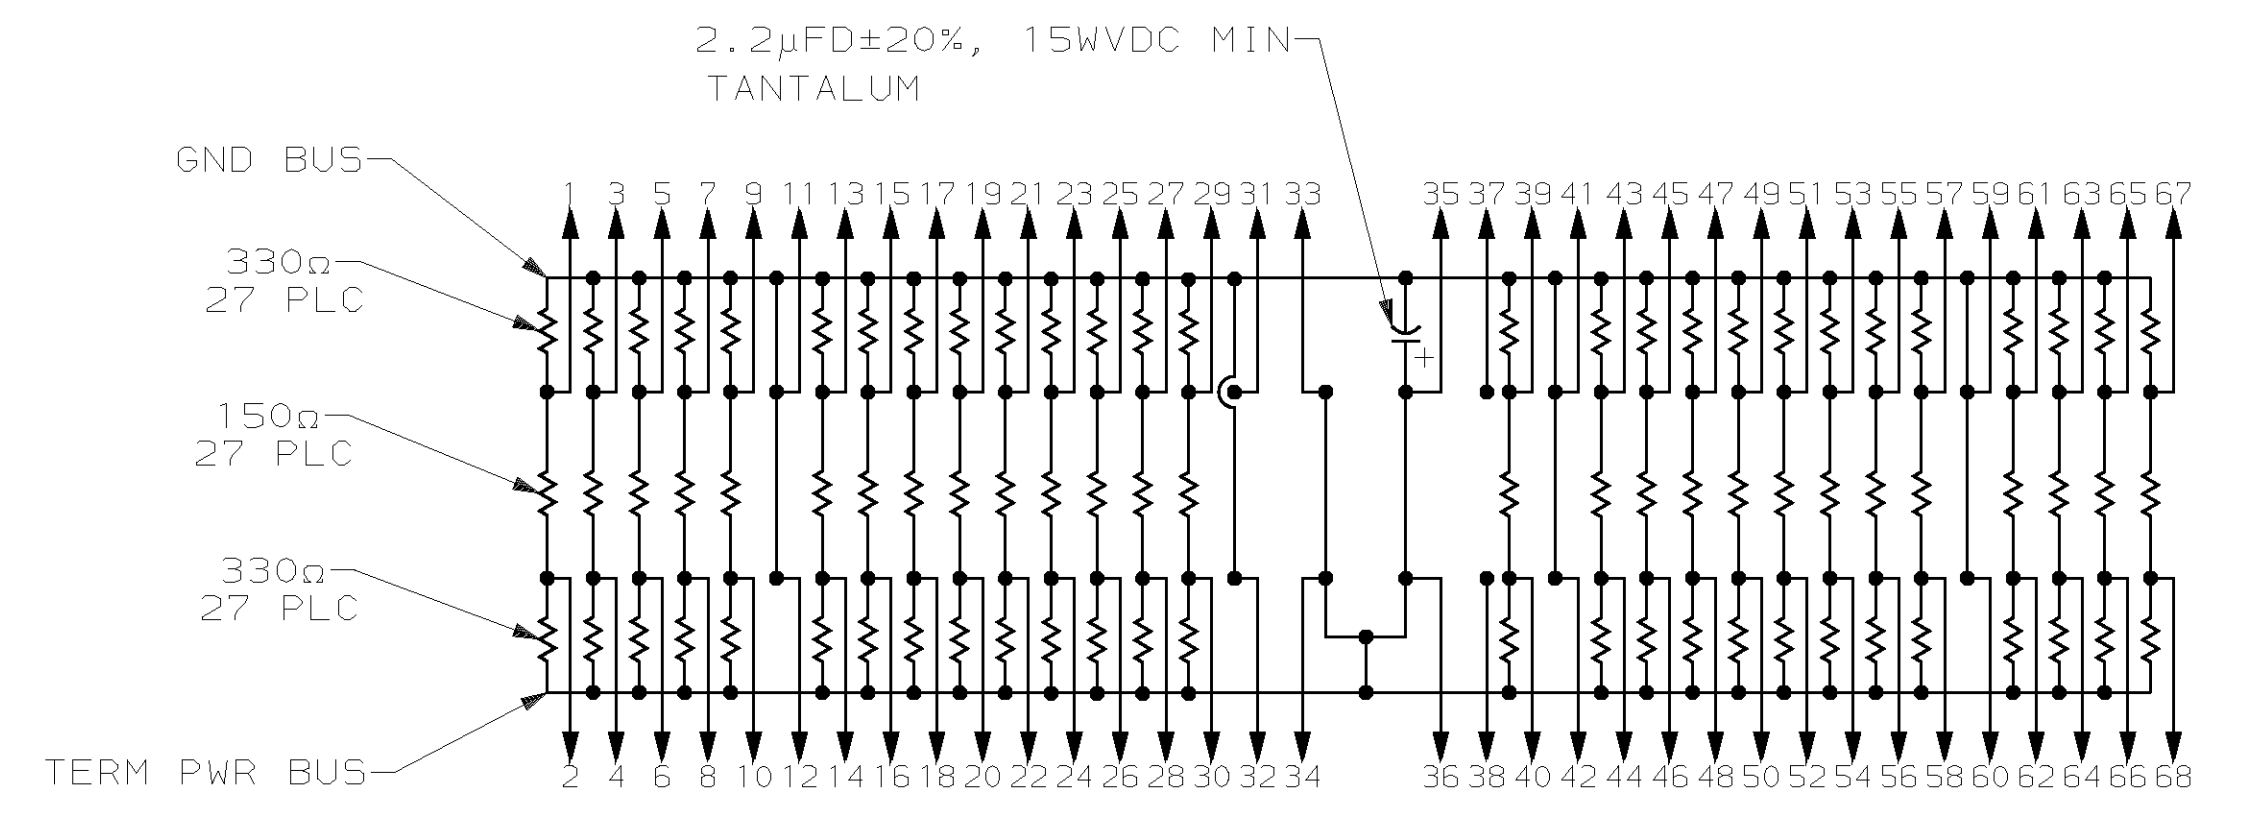 2.2µFD±20%, 15WVDC MIN
TANTALUM
GND BUS
1 3 5 7 9 11 13 15 17 19 21 23 25 27 29 31 33 35 37 39 41 43 45 47 49 51 53 55 57 59 61 63 65 67
330Ω
27 PLC
+
150Ω
27 PLC
330Ω
27 PLC
TERM PWR BUS
2 4 6 8 10 12 14 16 18 20 22 24 26 28 30 32 34 36 38 40 42 44 46 48 50 52 54 56 58 60 62 64 66 68